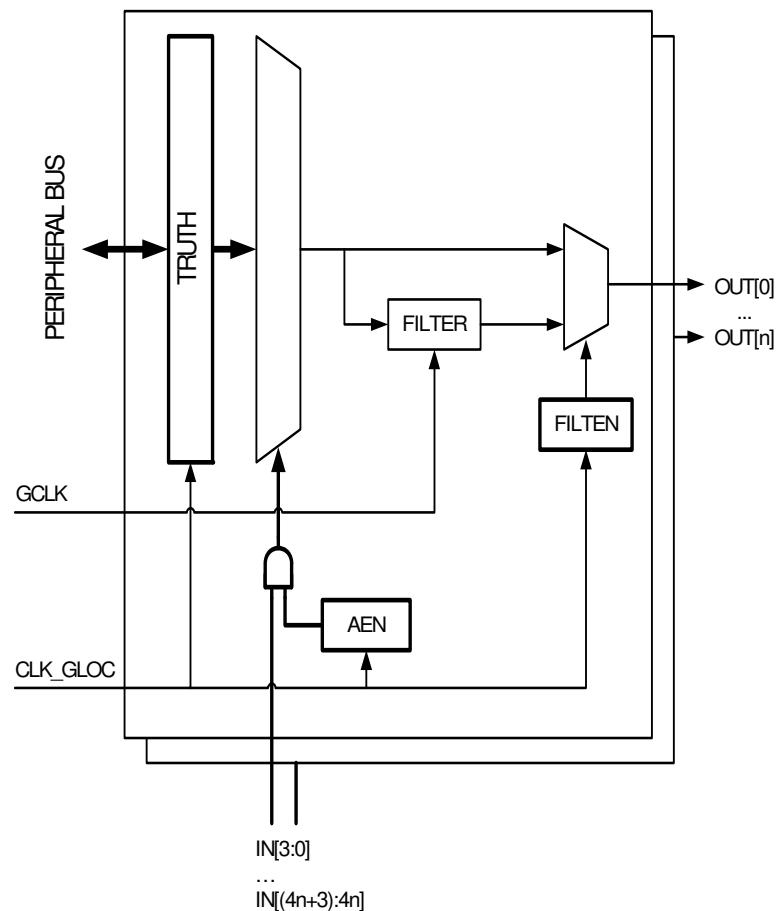 PERIPHERAL BUS
TRUTH
FILTER
OUT[0]
...
OUT[n]
FILTEN
GCLK
AEN
CLK_GLOC
IN[3:0]
...
IN[(4n+3):4n]